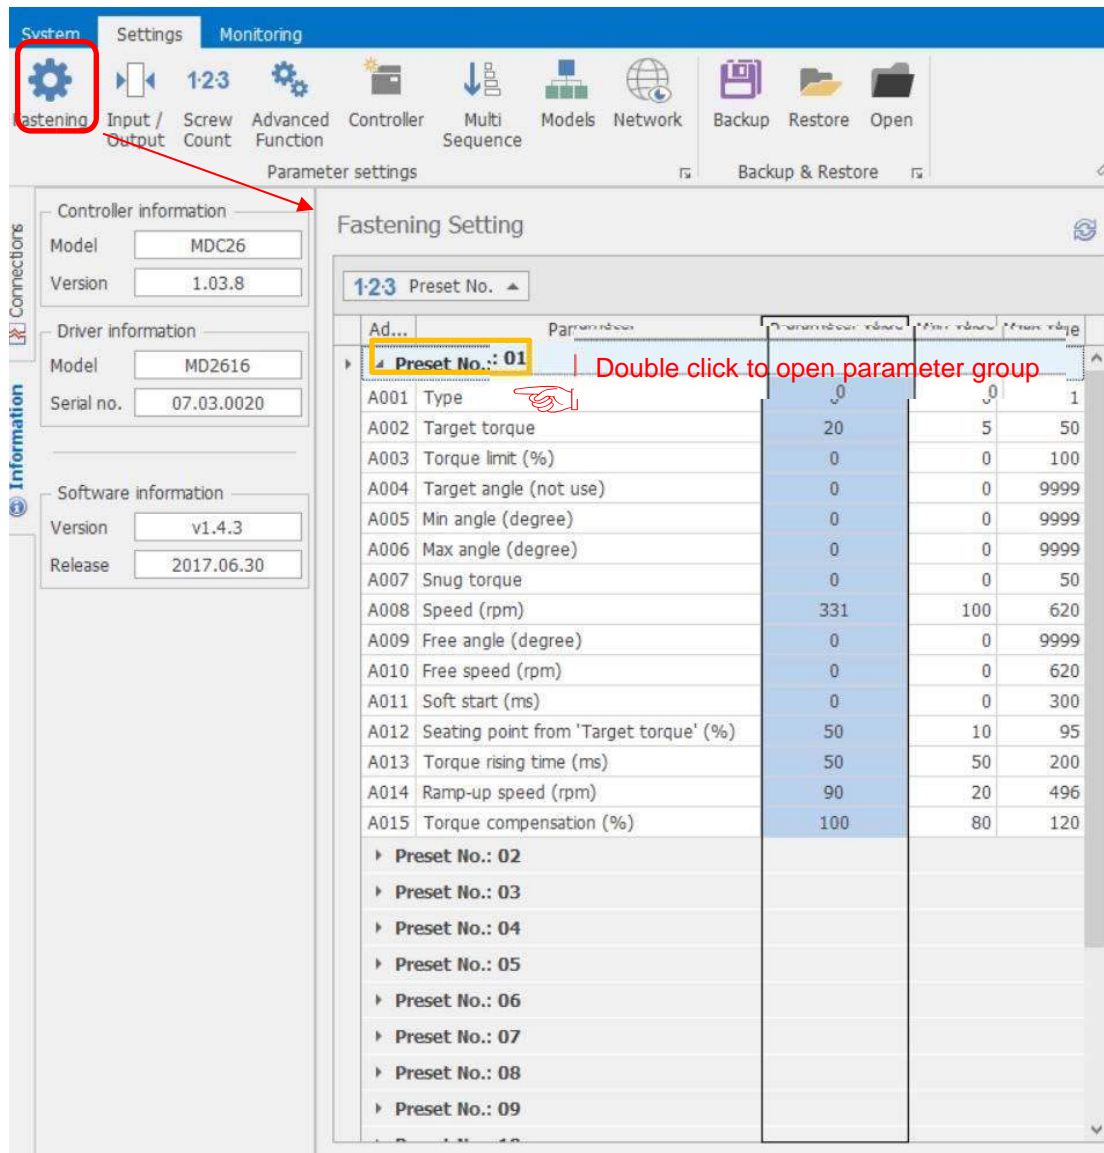 System Settings Monitoring
Fastening Input / Output Screw Count Advanced Function Controller Multi Sequence Models Network Backup Restore Open
Parameter settings Backup & Restore
Connections
Information
Controller information
Model MDC26
Version 1.03.8
Driver information
Model MD2616
Serial no. 07.03.0020
Software information
Version v1.4.3
Release 2017.06.30
Fastening Setting
1·2·3 Preset No.
Ad... Parameter Parameter value Min value Max value
Preset No.: 01
Double click to open parameter group
A001 Type 0 0 1
A002 Target torque 20 5 50
A003 Torque limit (%) 0 0 100
A004 Target angle (not use) 0 0 9999
A005 Min angle (degree) 0 0 9999
A006 Max angle (degree) 0 0 9999
A007 Snug torque 0 0 50
A008 Speed (rpm) 331 100 620
A009 Free angle (degree) 0 0 9999
A010 Free speed (rpm) 0 0 620
A011 Soft start (ms) 0 0 300
A012 Seating point from 'Target torque' (%) 50 10 95
A013 Torque rising time (ms) 50 50 200
A014 Ramp-up speed (rpm) 90 20 496
A015 Torque compensation (%) 100 80 120
Preset No.: 02
Preset No.: 03
Preset No.: 04
Preset No.: 05
Preset No.: 06
Preset No.: 07
Preset No.: 08
Preset No.: 09